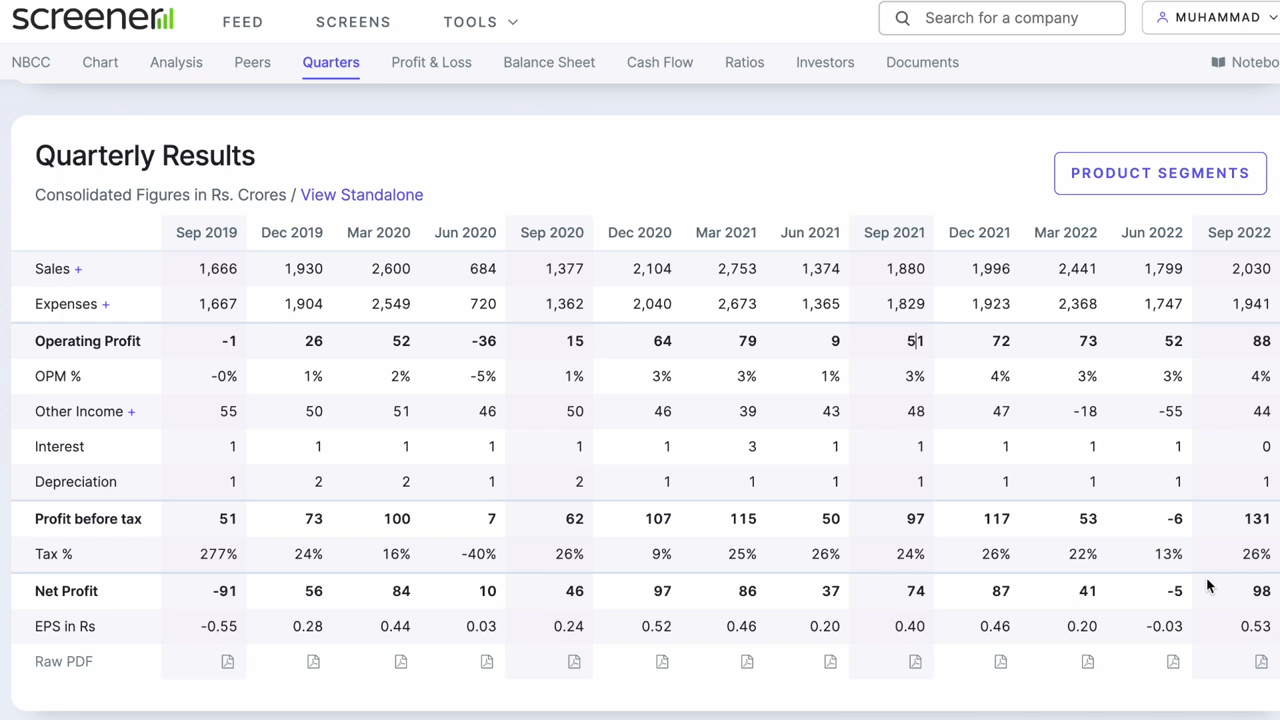 screener FEED SCREENS TOOLS Search for a company MUHAMMAD
NBCC Chart Analysis Peers Quarters Profit & Loss Balance Sheet Cash Flow Ratios Investors Documents Notebo
Quarterly Results
PRODUCT SEGMENTS
Consolidated Figures in Rs. Crores / View Standalone
Sep 2019 Dec 2019 Mar 2020 Jun 2020 Sep 2020 Dec 2020 Mar 2021 Jun 2021 Sep 2021 Dec 2021 Mar 2022 Jun 2022 Sep 2022
Sales + 1,666 1,930 2,600 684 1,377 2,104 2,753 1,374 1,880 1,996 2,441 1,799 2,030
Expenses + 1,667 1,904 2,549 720 1,362 2,040 2,673 1,365 1,829 1,923 2,368 1,747 1,941
Operating Profit -1 26 52 -36 15 64 79 9 51 72 73 52 88
OPM % -0% 1% 2% -5% 1% 3% 3% 1% 3% 4% 3% 3% 4%
Other Income + 55 50 51 46 50 46 39 43 48 47 -18 -55 44
Interest 1 1 1 1 1 1 3 1 1 1 1 1 0
Depreciation 1 2 2 1 2 1 1 1 1 1 1 1 1
Profit before tax 51 73 100 7 62 107 115 50 97 117 53 -6 131
Tax % 277% 24% 16% -40% 26% 9% 25% 26% 24% 26% 22% 13% 26%
Net Profit -91 56 84 10 46 97 86 37 74 87 41 -5 98
EPS in Rs -0.55 0.28 0.44 0.03 0.24 0.52 0.46 0.20 0.40 0.46 0.20 -0.03 0.53
Raw PDF